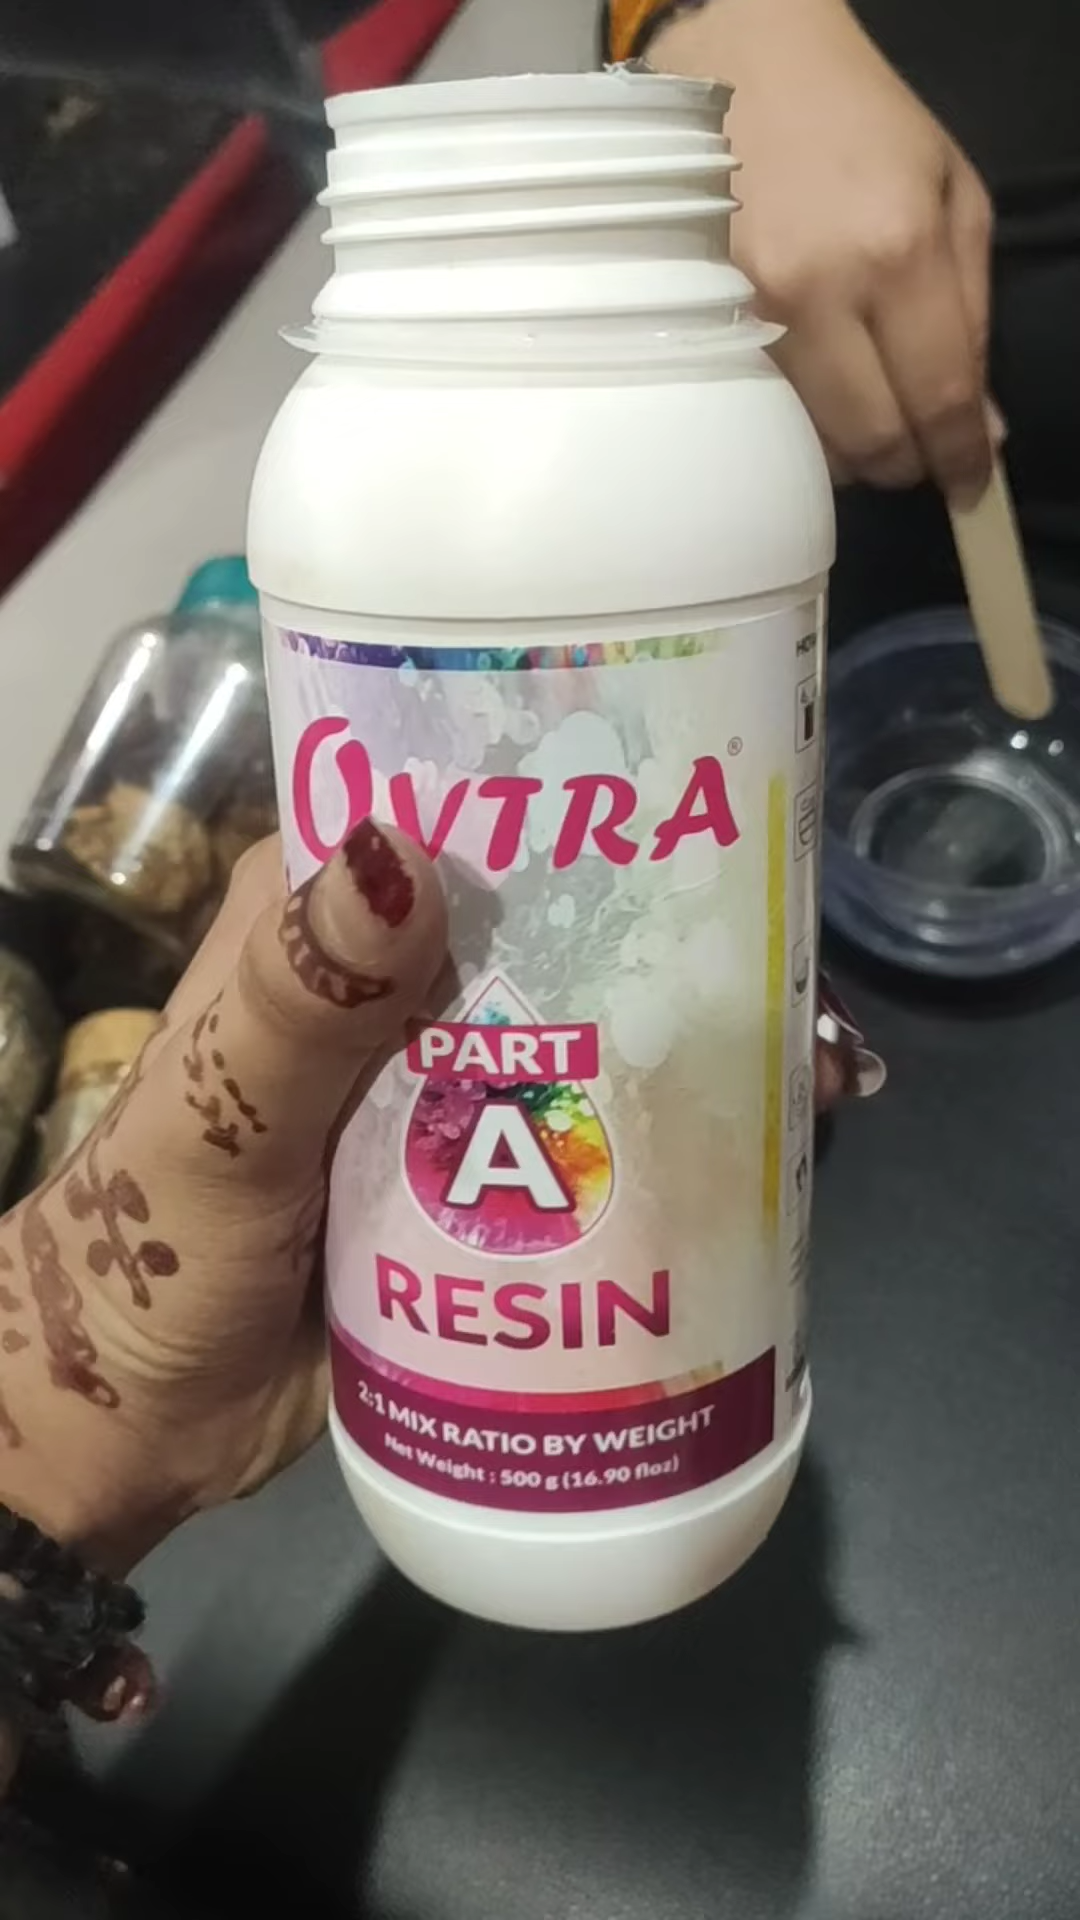 OVTRA®
PART
A
RESIN
2:1 MIX RATIO BY WEIGHT
Net Weight : 500 g (16.90 floz)